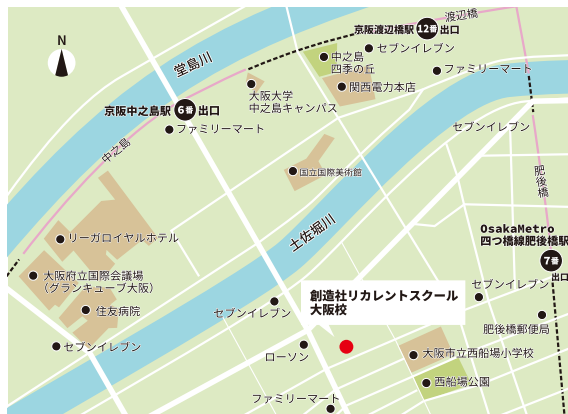 N
渡辺橋
京阪渡辺橋駅 12番 出口
セブンイレブン
中之島
四季の丘
ファミリーマート
堂島川
関西電力本店
大阪大学
中之島キャンパス
京阪中之島駅 6番 出口
ファミリーマート
セブンイレブン
中之島
国立国際美術館
肥後橋
土佐堀川
OsakaMetro
四つ橋線肥後橋駅
7番
出口
リーガロイヤルホテル
大阪府立国際会議場
（グランキューブ大阪）
住友病院
セブンイレブン
セブンイレブン
創造社リカレントスクール
大阪校
セブンイレブン
肥後橋郵便局
ローソン
大阪市立西船場小学校
西船場公園
ファミリーマート